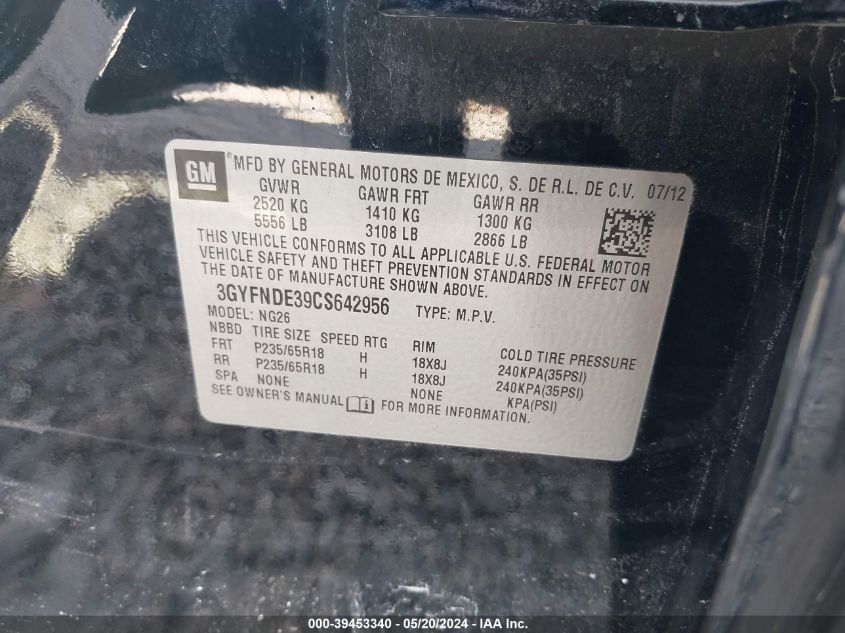 GM ® MFD BY GENERAL MOTORS DE MEXICO, S. DE R.L. DE C.V. 07/12
GVWR GAWR FRT GAWR RR
2520 KG 1410 KG 1300 KG
5556 LB 3108 LB 2866 LB
THIS VEHICLE CONFORMS TO ALL APPLICABLE U.S. FEDERAL MOTOR
VEHICLE SAFETY AND THEFT PREVENTION STANDARDS IN EFFECT ON
THE DATE OF MANUFACTURE SHOWN ABOVE.
3GYFNDE39CS642956 TYPE: M.P.V.
MODEL: NG26
NBBD TIRE SIZE SPEED RTG RIM COLD TIRE PRESSURE
FRT P235/65R18 H 18X8J 240KPA(35PSI)
RR P235/65R18 H 18X8J 240KPA(35PSI)
SPA NONE NONE KPA(PSI)
SEE OWNER'S MANUAL i FOR MORE INFORMATION.
000-39453340 - 05/20/2024 - IAA, Inc.